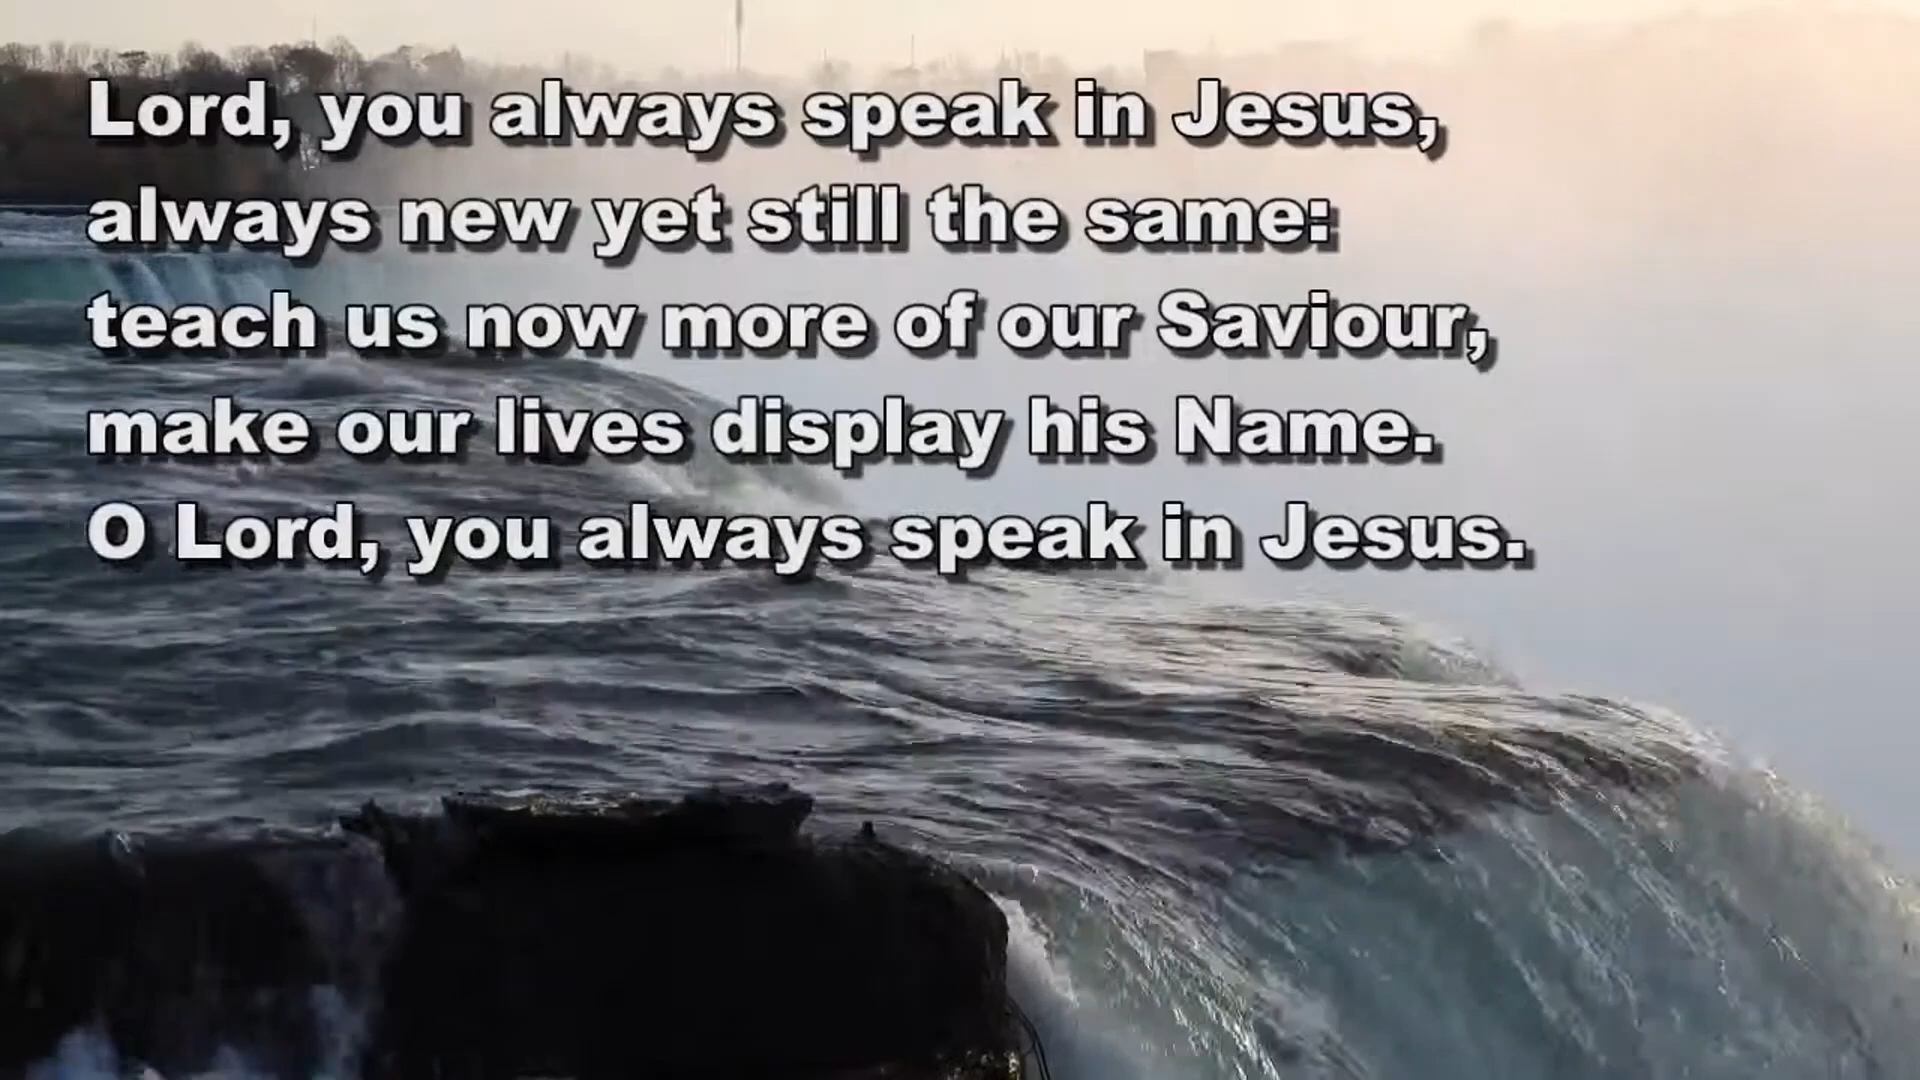 Lord, you always speak in Jesus,
always new yet still the same:
teach us now more of our Saviour,
make our lives display his Name.
O Lord, you always speak in Jesus.